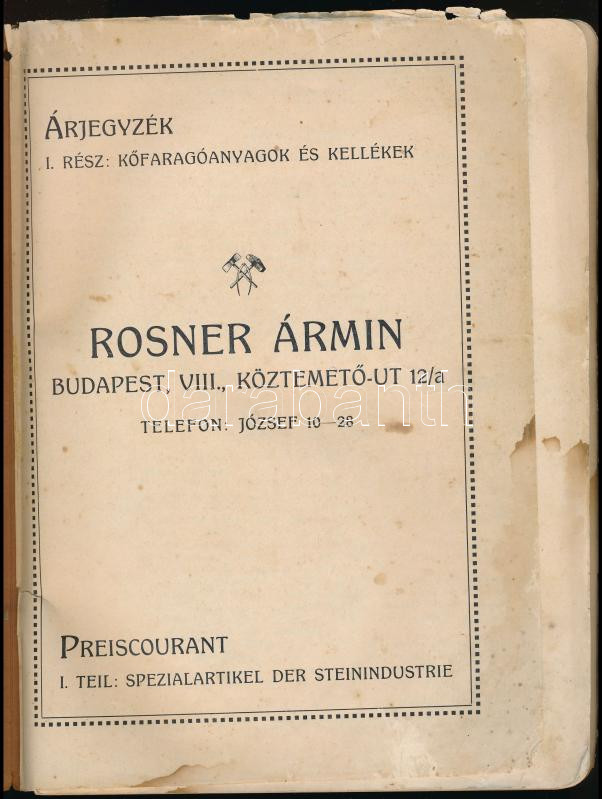 ÁRJEGYZÉK
I. RÉSZ: KŐFARAGÓANYAGOK ÉS KELLÉKEK
ROSNER ÁRMIN
BUDAPEST, VIII., KÖZTEMETŐ-UT 12/a
darabanth
TELEFON: JÓZSEF 10—28
PREISCOURANT
I. TEIL: SPEZIALARTIKEL DER STEININDUSTRIE